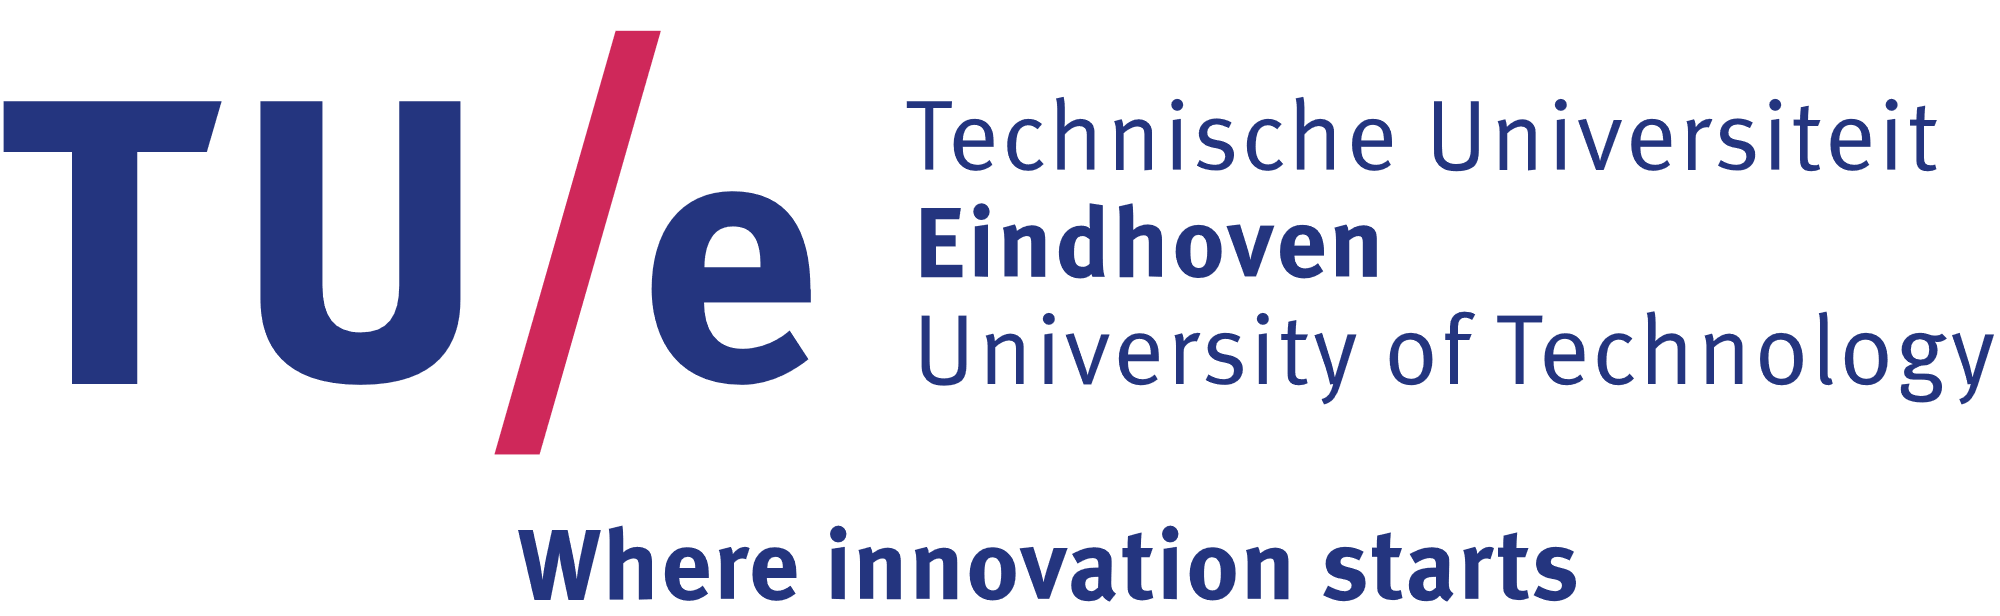 TU/e
Technische Universiteit
Eindhoven
University of Technology
Where innovation starts